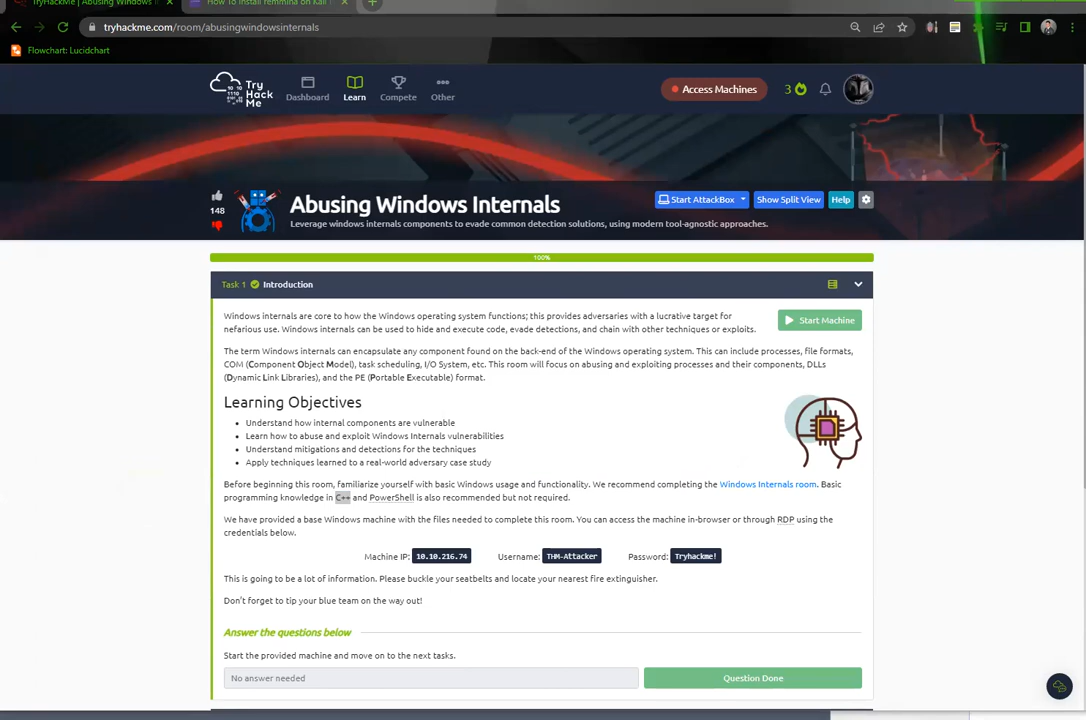 TryHackMe | Abusing Windows I
How To Install remmina on Kali
tryhackme.com/room/abusingwindowsinternals
Flowchart: Lucidchart
Try
Hack
Me
Dashboard
Learn
Compete
Other
Access Machines
3
148
Abusing Windows Internals
Leverage windows internals components to evade common detection solutions, using modern tool-agnostic approaches.
Start AttackBox
Show Split View
Help
100%
Task 1 Introduction
Start Machine
Windows internals are core to how the Windows operating system functions; this provides adversaries with a lucrative target for
nefarious use. Windows internals can be used to hide and execute code, evade detections, and chain with other techniques or exploits.
The term Windows internals can encapsulate any component found on the back-end of the Windows operating system. This can include processes, file formats,
COM (Component Object Model), task scheduling, I/O System, etc. This room will focus on abusing and exploiting processes and their components, DLLs
(Dynamic Link Libraries), and the PE (Portable Executable) format.
Learning Objectives
• Understand how internal components are vulnerable
• Learn how to abuse and exploit Windows Internals vulnerabilities
• Understand mitigations and detections for the techniques
• Apply techniques learned to a real-world adversary case study
Before beginning this room, familiarize yourself with basic Windows usage and functionality. We recommend completing the Windows Internals room. Basic
programming knowledge in C++ and PowerShell is also recommended but not required.
We have provided a base Windows machine with the files needed to complete this room. You can access the machine in-browser or through RDP using the
credentials below.
Machine IP: 10.10.216.74 Username: THM-Attacker Password: Tryhackme!
This is going to be a lot of information. Please buckle your seatbelts and locate your nearest fire extinguisher.
Don't forget to tip your blue team on the way out!
Answer the questions below
Start the provided machine and move on to the next tasks.
No answer needed
Question Done